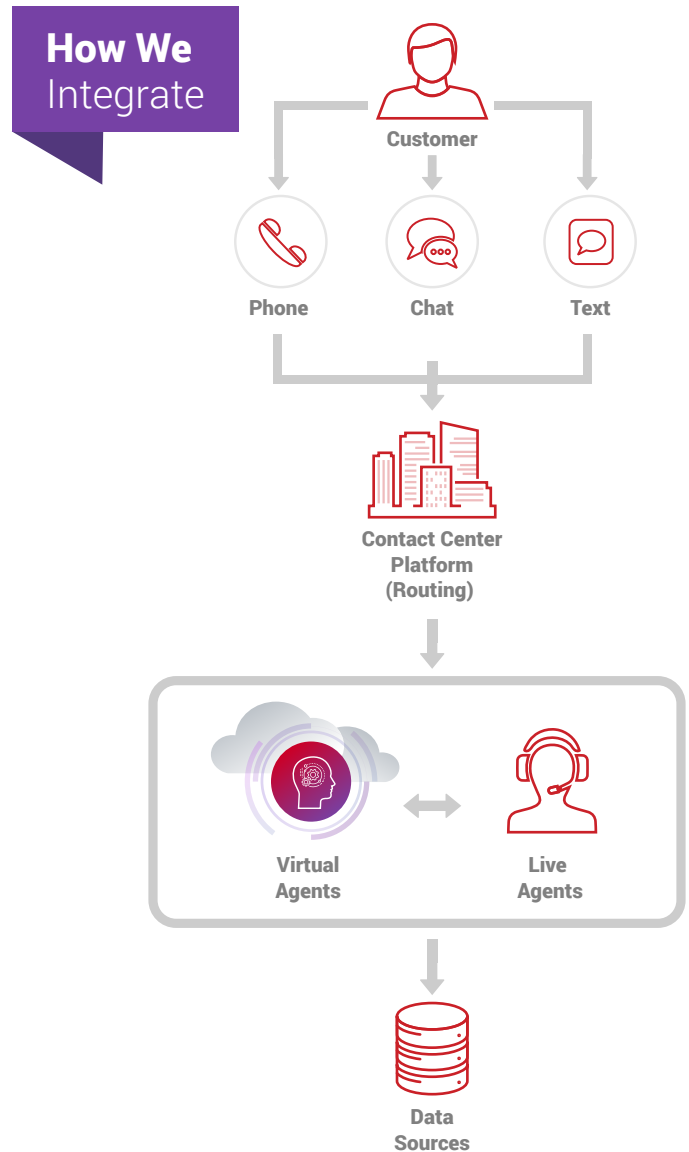 How We
Integrate
Customer
Phone
Chat
Text
Contact Center
Platform
(Routing)
Virtual
Agents
Live
Agents
Data
Sources